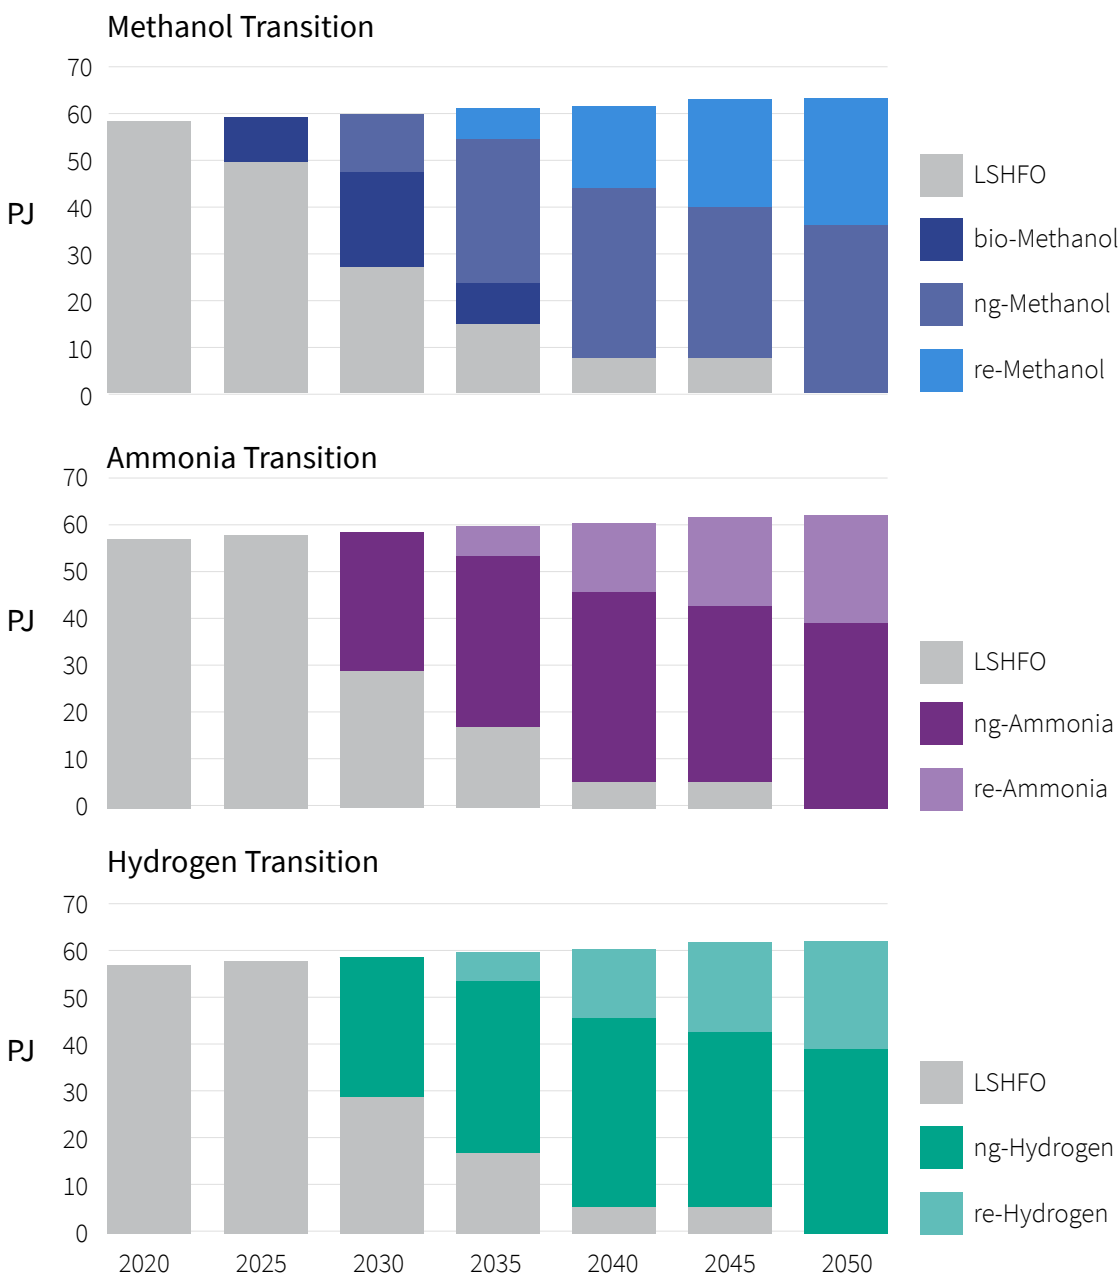 Methanol Transition
70
60
50
40
30
20
10
0
PJ
LSHFO
bio-Methanol
ng-Methanol
re-Methanol
Ammonia Transition
70
60
50
40
30
20
10
0
PJ
LSHFO
ng-Ammonia
re-Ammonia
Hydrogen Transition
70
60
50
40
30
20
10
0
PJ
LSHFO
ng-Hydrogen
re-Hydrogen
2020 2025 2030 2035 2040 2045 2050